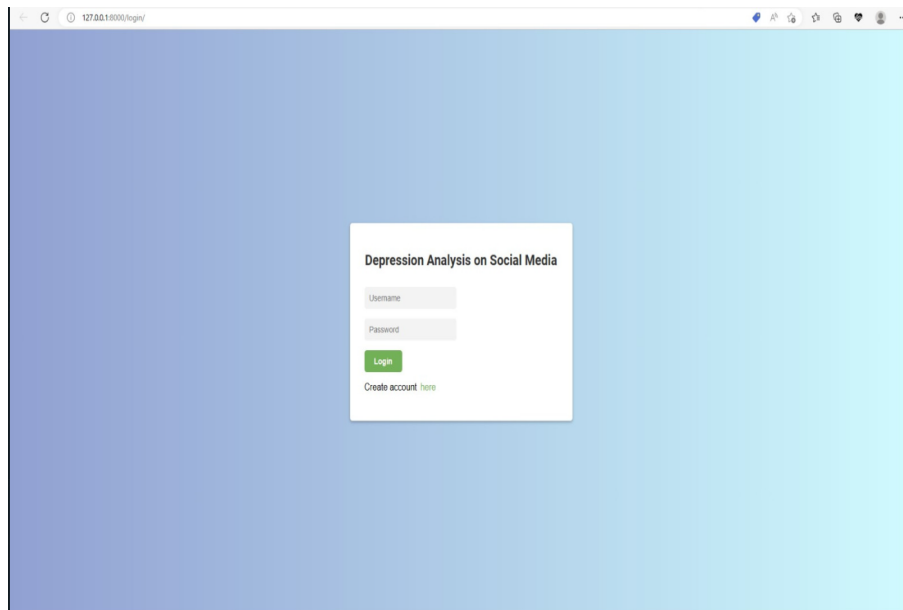 127.0.0.1:8000/login/
Depression Analysis on Social Media
Username
Password
Login
Create account here